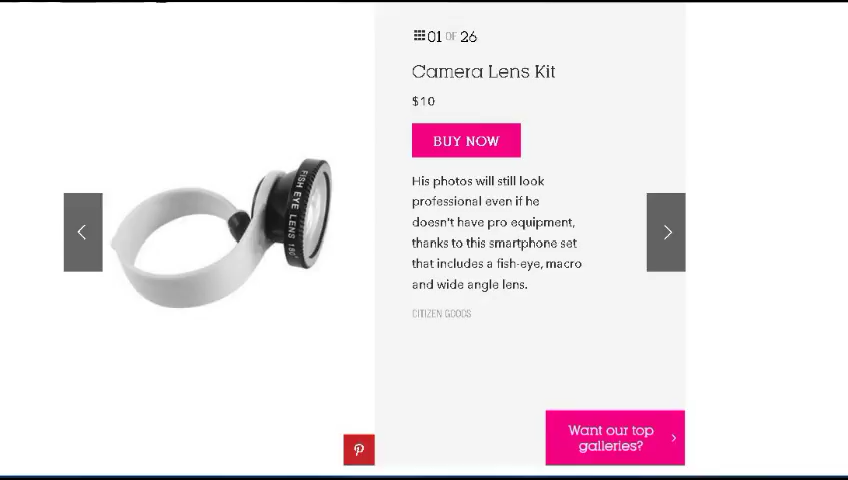 01 OF 26
Camera Lens Kit
$10
BUY NOW
His photos will still look
professional even if he
doesn't have pro equipment,
thanks to this smartphone set
that includes a fish-eye, macro
and wide angle lens.
CITIZEN GOODS
FISH EYE LENS 180°
Want our top
galleries?